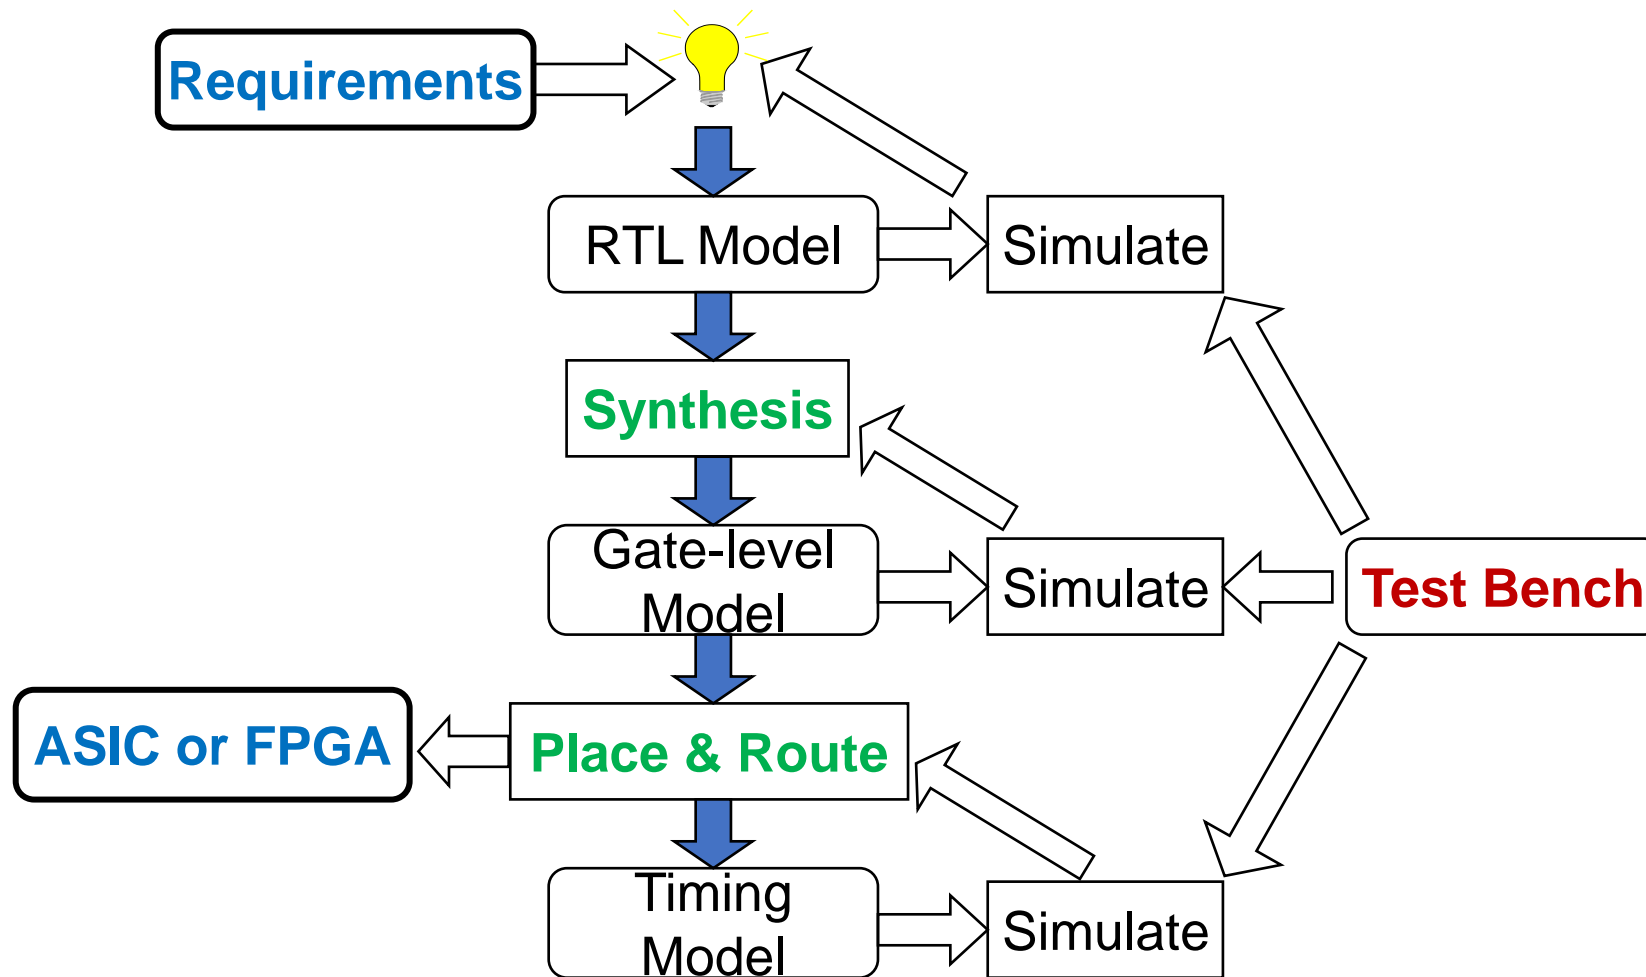 Requirements
RTL Model
Simulate
Synthesis
Gate-level
Model
Simulate
Test Bench
ASIC or FPGA
Place & Route
Timing
Model
Simulate